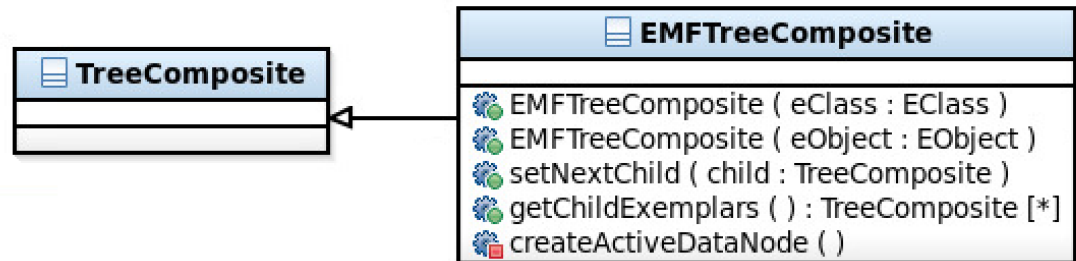 TreeComposite
EMFTreeComposite
EMFTreeComposite ( eClass : EClass )
EMFTreeComposite ( eObject : EObject )
setNextChild ( child : TreeComposite )
getChildExemplars ( ) : TreeComposite [*]
createActiveDataNode ( )